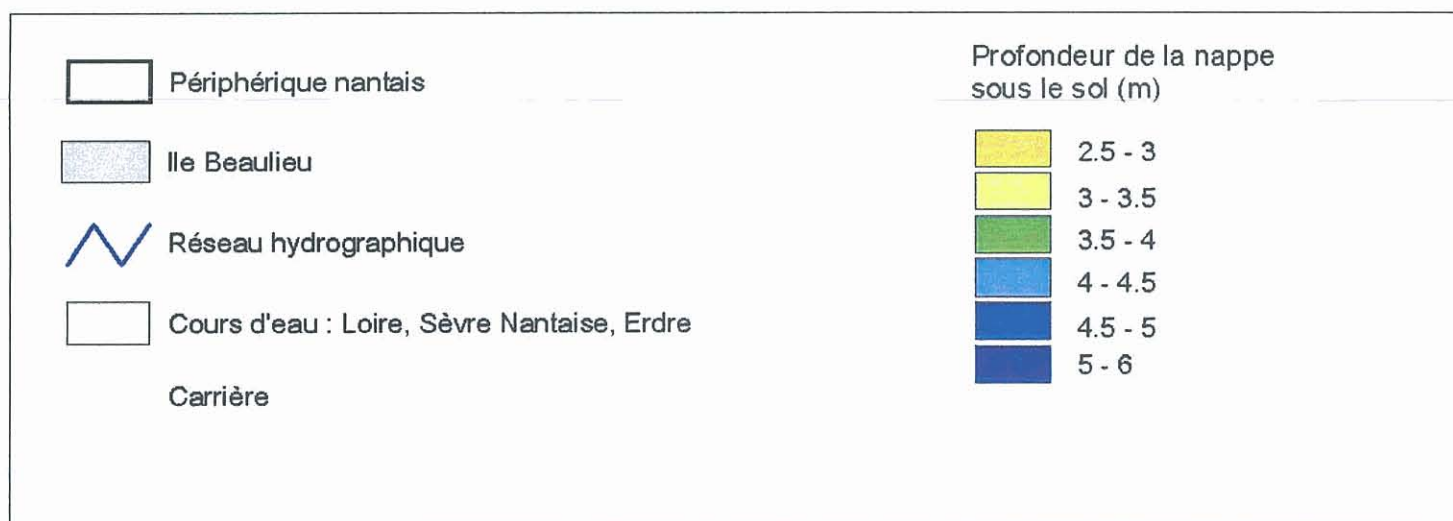 Périphérique nantais
Ile Beaulieu
Réseau hydrographique
Cours d'eau : Loire, Sèvre Nantaise, Erdre
Carrière
Profondeur de la nappe
sous le sol (m)
2.5 - 3
3 - 3.5
3.5 - 4
4 - 4.5
4.5 - 5
5 - 6